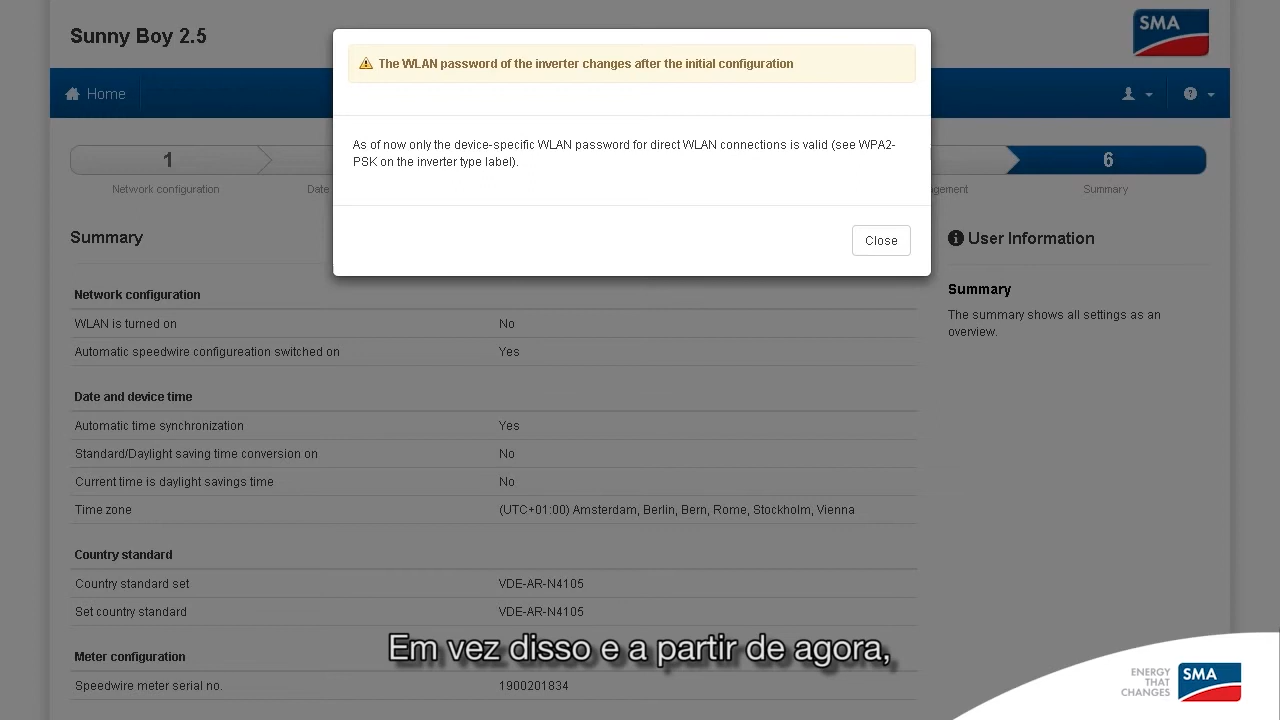 Sunny Boy 2.5
SMA
The WLAN password of the inverter changes after the initial configuration
Home
As of now only the device-specific WLAN password for direct WLAN connections is valid (see WPA2-
PSK on the inverter type label).
Close
1
6
Network configuration
Date
Summary
Summary
User Information
Summary
The summary shows all settings as an
overview.
Network configuration
WLAN is turned on No
Automatic speedwire configureation switched on Yes
Date and device time
Automatic time synchronization Yes
Standard/Daylight saving time conversion on No
Current time is daylight savings time No
Time zone (UTC+01:00) Amsterdam, Berlin, Bern, Rome, Stockholm, Vienna
Country standard
Country standard set VDE-AR-N4105
Set country standard VDE-AR-N4105
Meter configuration
Speedwire meter serial no.
Em vez disso e a partir de agora,
ENERGY
THAT
CHANGES
SMA